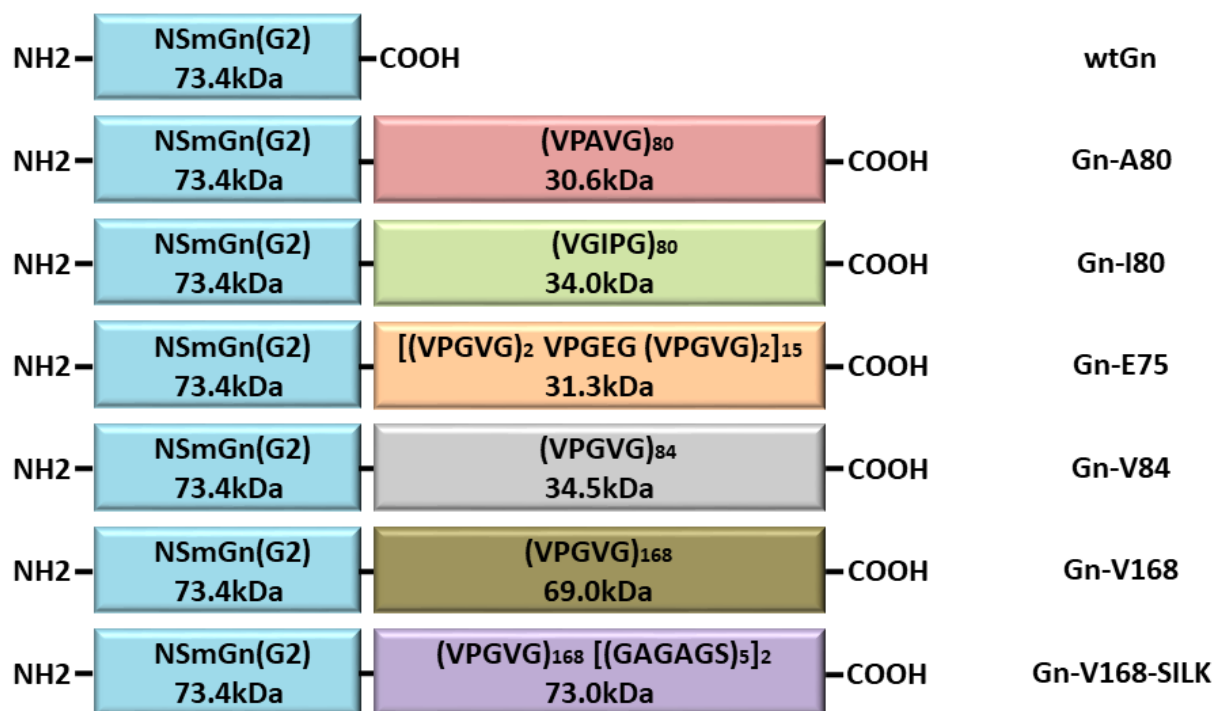 NSmGn(G2)
NH2 COOH wtGn
73.4kDa
NSmGn(G2) (VPAVG)80
NH2 COOH Gn-A80
73.4kDa 30.6kDa
NSmGn(G2) (VGIPG)80
NH2 COOH Gn-I80
73.4kDa 34.0kDa
NSmGn(G2) [(VPGVG)2 VPGEG (VPGVG)2]15
NH2 COOH Gn-E75
73.4kDa 31.3kDa
NSmGn(G2) (VPGVG)84
NH2 COOH Gn-V84
73.4kDa 34.5kDa
NSmGn(G2) (VPGVG)168
NH2 COOH Gn-V168
73.4kDa 69.0kDa
NSmGn(G2) (VPGVG)168 [(GAGAGS)5]2
NH2 COOH Gn-V168-SILK
73.4kDa 73.0kDa